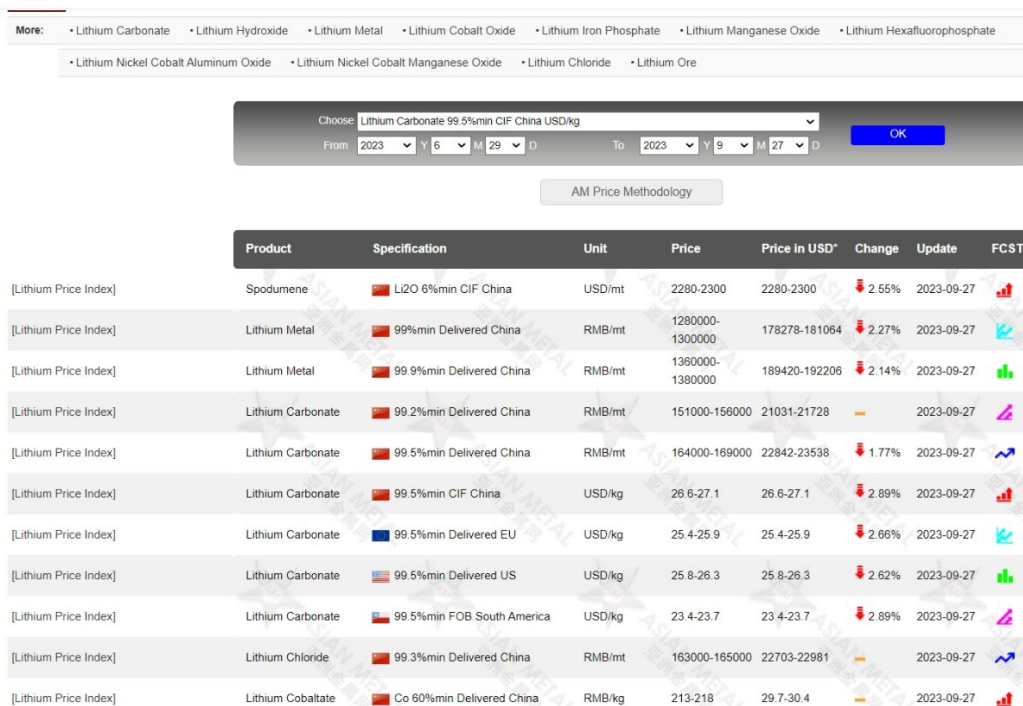 More: • Lithium Carbonate • Lithium Hydroxide • Lithium Metal • Lithium Cobalt Oxide • Lithium Iron Phosphate • Lithium Manganese Oxide • Lithium Hexafluorophosphate
• Lithium Nickel Cobalt Aluminum Oxide • Lithium Nickel Cobalt Manganese Oxide • Lithium Chloride • Lithium Ore
Choose Lithium Carbonate 99.5%min CIF China USD/kg
From 2023 Y 6 M 29 D To 2023 Y 9 M 27 D OK
AM Price Methodology
Product Specification Unit Price Price in USD* Change Update FCST
[Lithium Price Index] Spodumene Li2O 6%min CIF China USD/mt 2280-2300 2280-2300 2.55% 2023-09-27
[Lithium Price Index] Lithium Metal 99%min Delivered China RMB/mt 1280000-1300000 178278-181064 2.27% 2023-09-27
[Lithium Price Index] Lithium Metal 99.9%min Delivered China RMB/mt 1360000-1380000 189420-192206 2.14% 2023-09-27
[Lithium Price Index] Lithium Carbonate 99.2%min Delivered China RMB/mt 151000-156000 21031-21728 2023-09-27
[Lithium Price Index] Lithium Carbonate 99.5%min Delivered China RMB/mt 164000-169000 22842-23538 1.77% 2023-09-27
[Lithium Price Index] Lithium Carbonate 99.5%min CIF China USD/kg 26.6-27.1 26.6-27.1 2.89% 2023-09-27
[Lithium Price Index] Lithium Carbonate 99.5%min Delivered EU USD/kg 25.4-25.9 25.4-25.9 2.66% 2023-09-27
[Lithium Price Index] Lithium Carbonate 99.5%min Delivered US USD/kg 25.8-26.3 25.8-26.3 2.62% 2023-09-27
[Lithium Price Index] Lithium Carbonate 99.5%min FOB South America USD/kg 23.4-23.7 23.4-23.7 2.89% 2023-09-27
[Lithium Price Index] Lithium Chloride 99.3%min Delivered China RMB/mt 163000-165000 22703-22981 2023-09-27
[Lithium Price Index] Lithium Cobaltate Co 60%min Delivered China RMB/kg 213-218 29.7-30.4 2023-09-27
ASIAN METAL
亚洲金属网